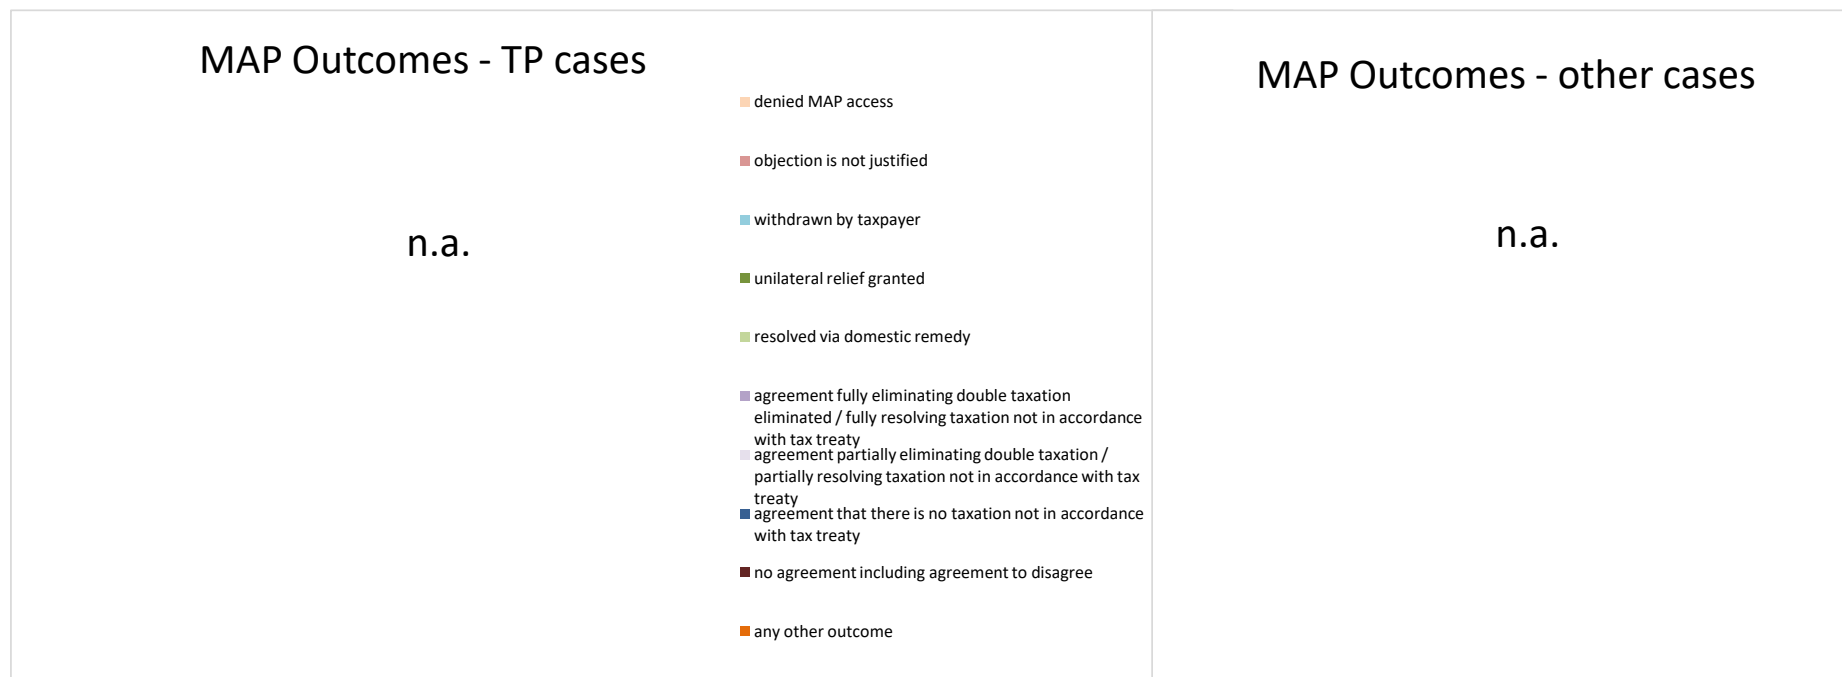 MAP Outcomes - TP cases
n.a.
denied MAP access
objection is not justified
withdrawn by taxpayer
unilateral relief granted
resolved via domestic remedy
agreement fully eliminating double taxation
eliminated / fully resolving taxation not in accordance
with tax treaty
agreement partially eliminating double taxation /
partially resolving taxation not in accordance with tax
treaty
agreement that there is no taxation not in accordance
with tax treaty
no agreement including agreement to disagree
any other outcome
MAP Outcomes - other cases
n.a.